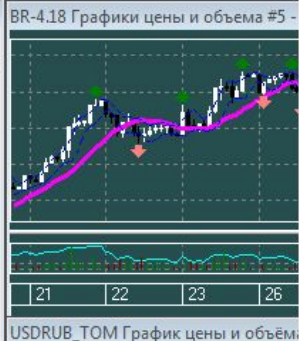 BR-4.18 Графики цены и объема #5 -
21 22 23 26
USDRUB_TOM График цены и объёма